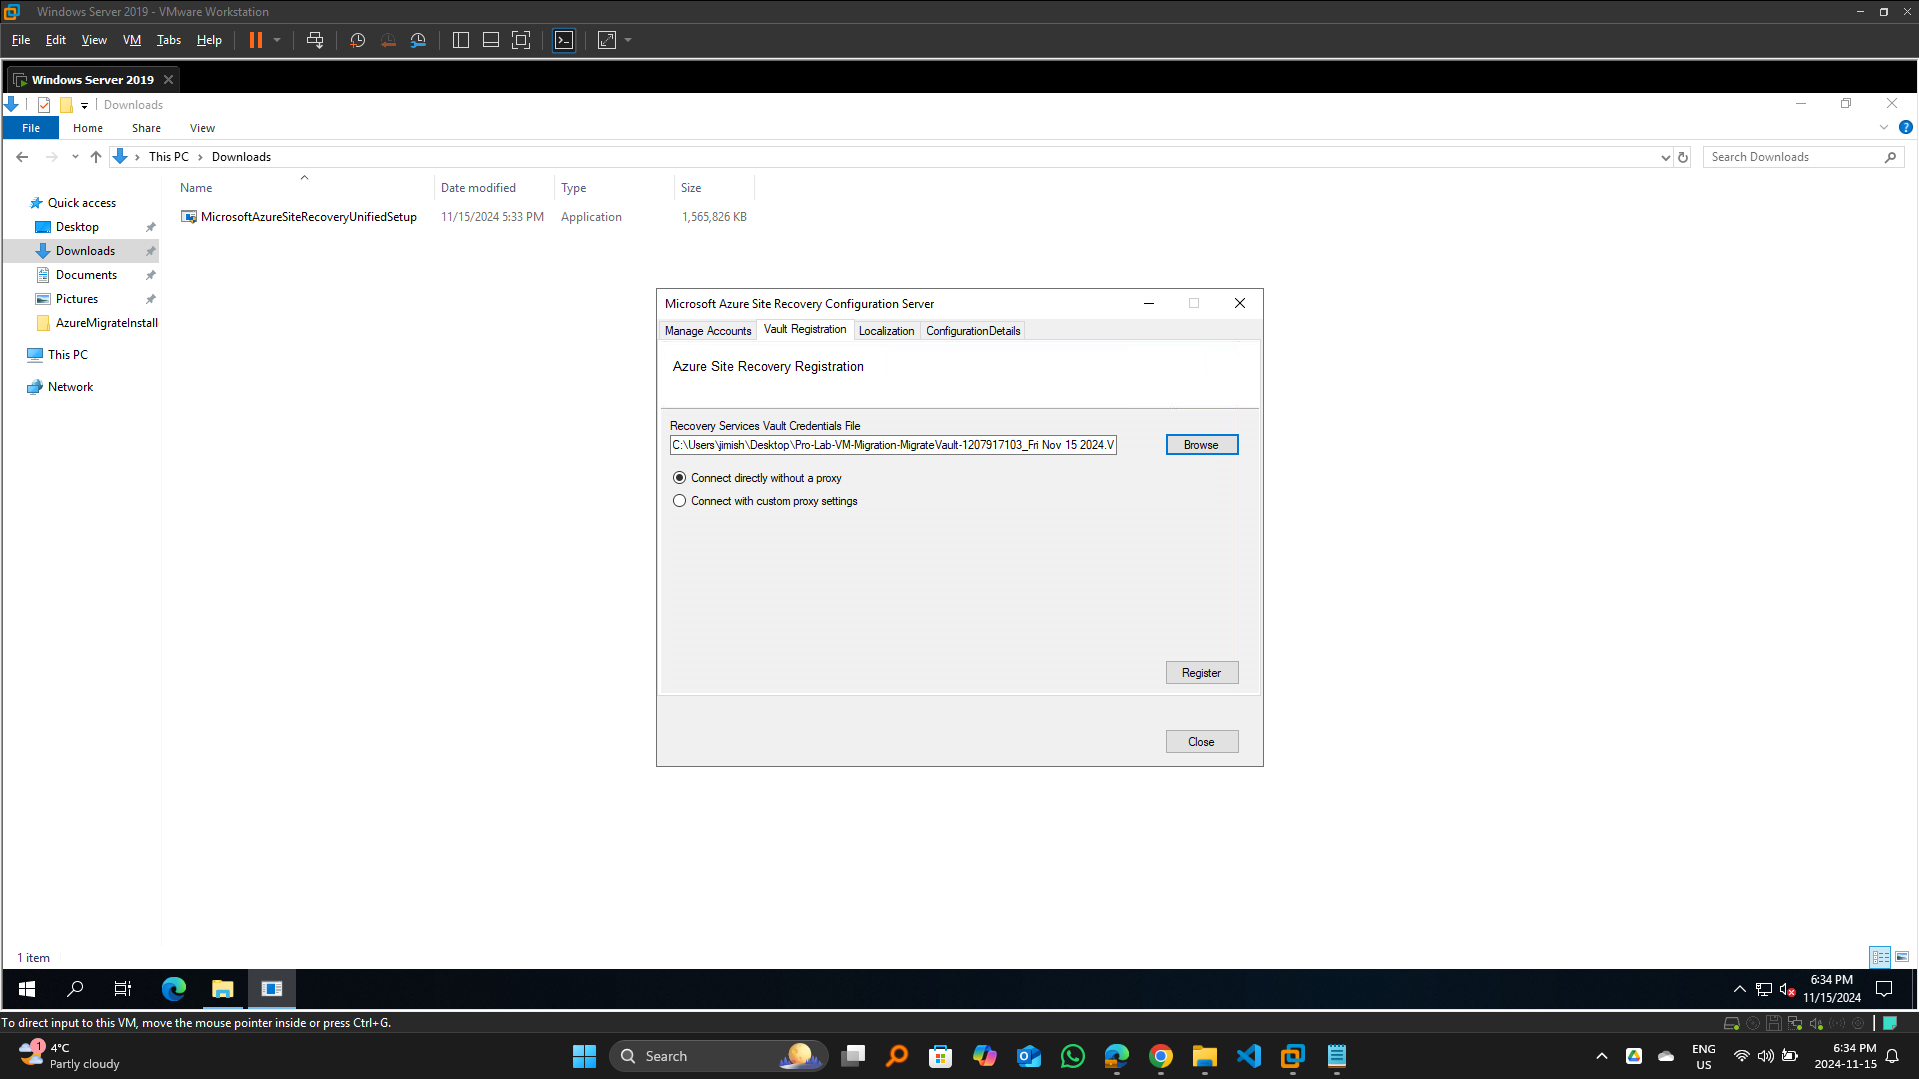 Windows Server 2019 - VMware Workstation
File Edit View VM Tabs Help
Windows Server 2019
Downloads
File Home Share View
This PC Downloads
Search Downloads
Name Date modified Type Size
MicrosoftAzureSiteRecoveryUnifiedSetup 11/15/2024 5:33 PM Application 1,565,826 KB
Quick access
Desktop
Downloads
Documents
Pictures
AzureMigrateInstall
This PC
Network
Microsoft Azure Site Recovery Configuration Server
Manage Accounts Vault Registration Localization ConfigurationDetails
Azure Site Recovery Registration
Recovery Services Vault Credentials File
C:\Users\jimish\Desktop\Pro-Lab-VM-Migration-MigrateVault-1207917103_Fri Nov 15 2024.V
Browse
Connect directly without a proxy
Connect with custom proxy settings
Register
Close
1 item
6:34 PM
11/15/2024
To direct input to this VM, move the mouse pointer inside or press Ctrl+G.
1
4°C
Partly cloudy
Search
ENG
US
6:34 PM
2024-11-15